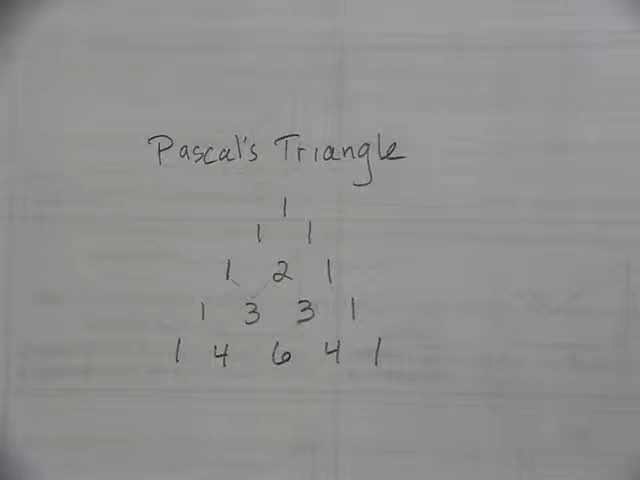 Pascal's Triangle
1
1 1
1 2 1
1 3 3 1
1 4 6 4 1